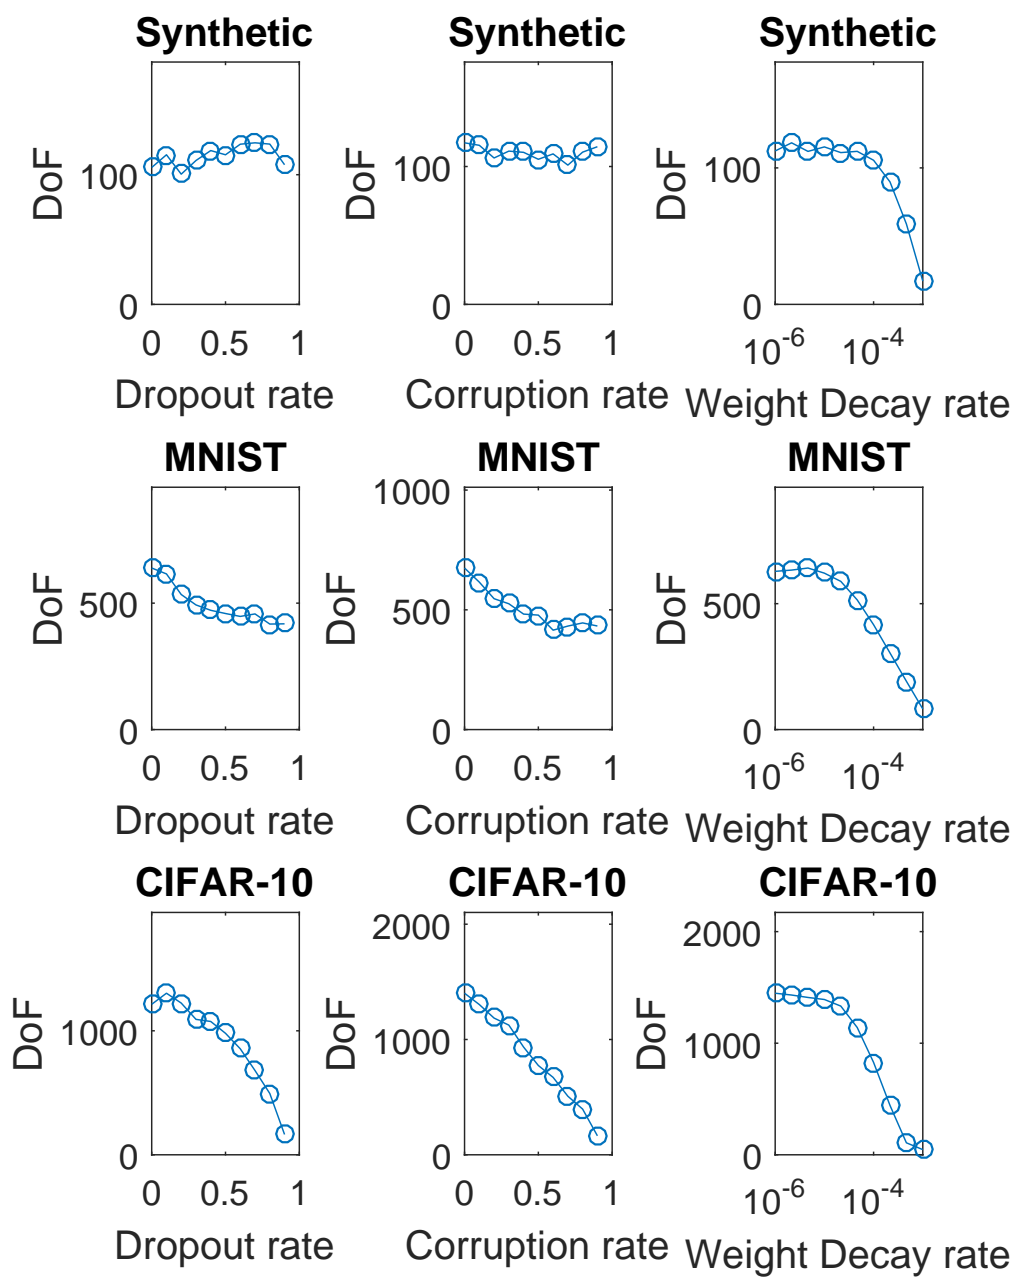 Synthetic Synthetic Synthetic
DoF DoF DoF
100 100 100
0 0 0
0 0.5 1 0 0.5 1 10-6 10-4
Dropout rate Corruption rate Weight Decay rate
MNIST MNIST MNIST
1000
DoF DoF DoF
500 500 500
0 0 0
0 0.5 1 0 0.5 1 10-6 10-4
Dropout rate Corruption rate Weight Decay rate
CIFAR-10 CIFAR-10 CIFAR-10
2000 2000
DoF DoF DoF
1000 1000 1000
0 0 0
0 0.5 1 0 0.5 1 10-6 10-4
Dropout rate Corruption rate Weight Decay rate